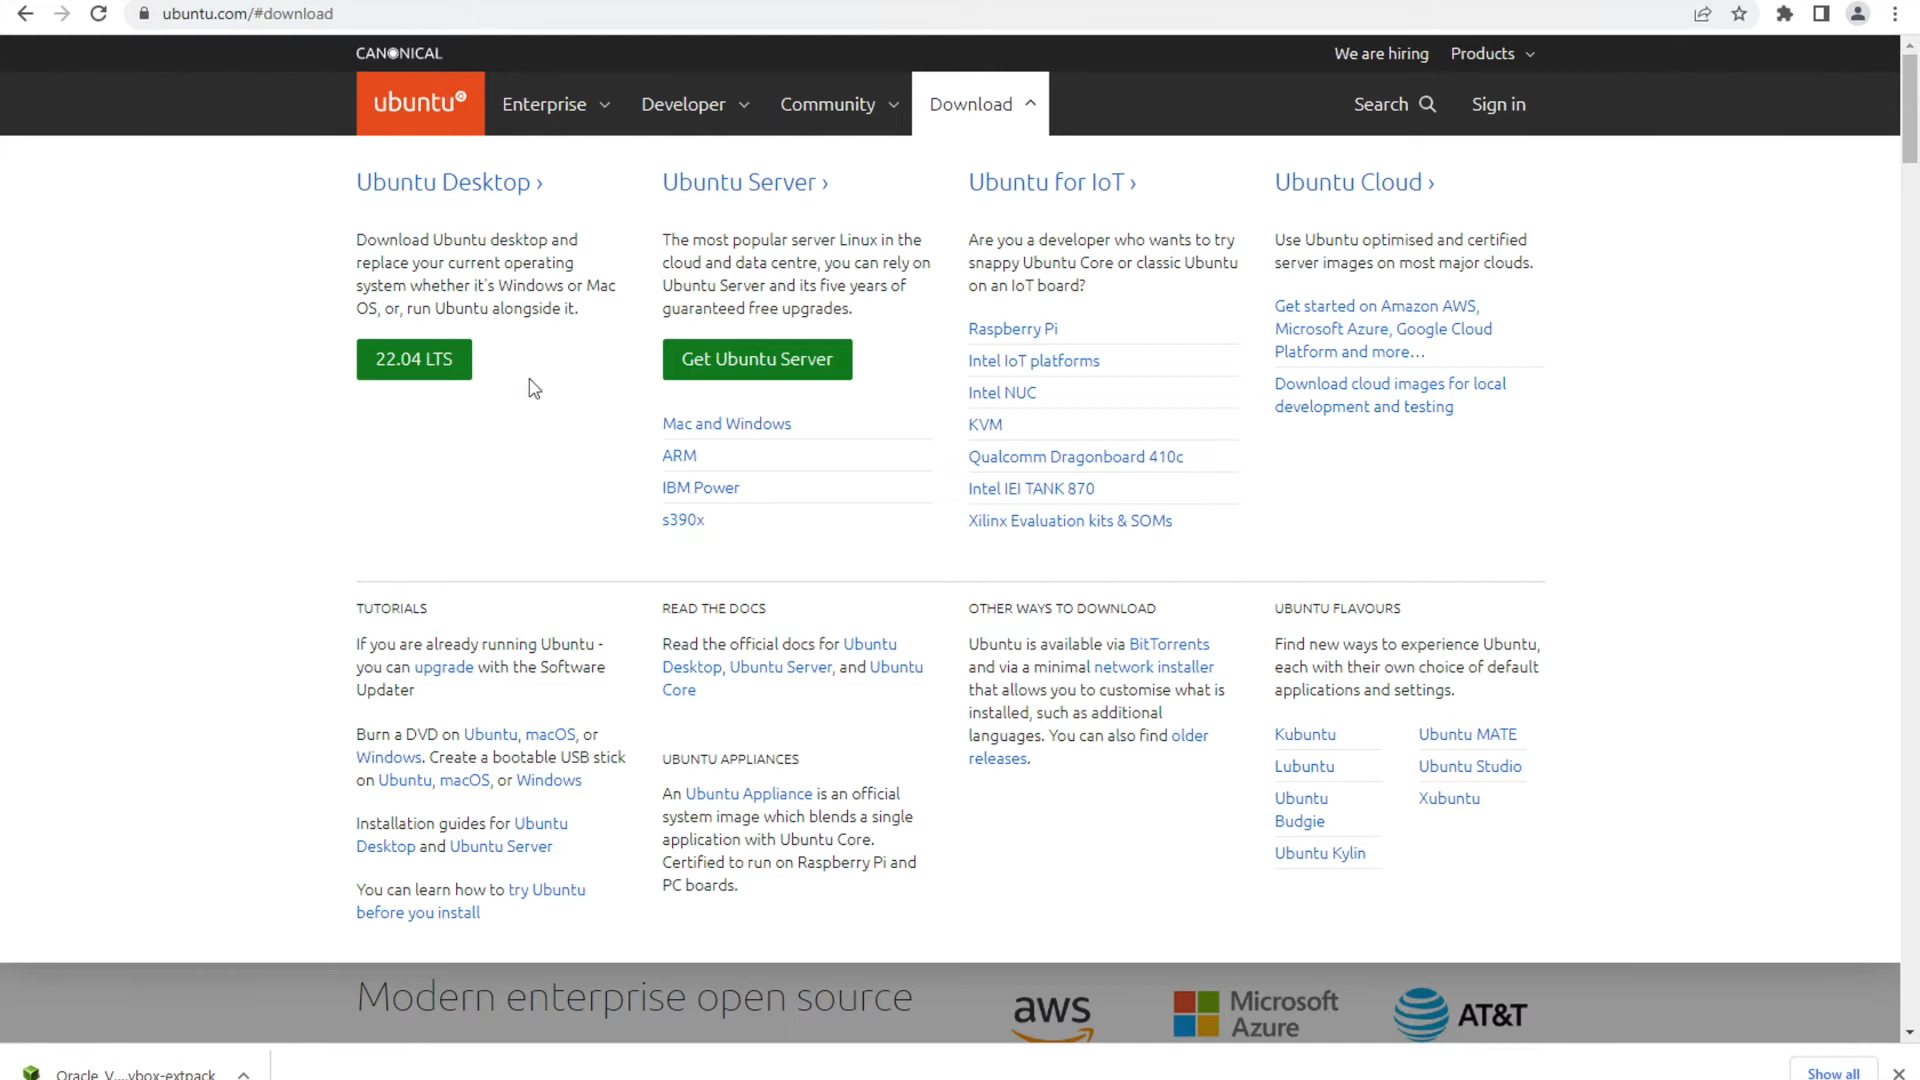 ubuntu.com/#download
CANONICAL
We are hiring
Products
ubuntu
Enterprise
Developer
Community
Download
Search
Sign in
Ubuntu Desktop ›
Download Ubuntu desktop and
replace your current operating
system whether it's Windows or Mac
OS, or, run Ubuntu alongside it.
22.04 LTS
Ubuntu Server ›
The most popular server Linux in the
cloud and data centre, you can rely on
Ubuntu Server and its five years of
guaranteed free upgrades.
Get Ubuntu Server
Mac and Windows
ARM
IBM Power
s390x
Ubuntu for IoT ›
Are you a developer who wants to try
snappy Ubuntu Core or classic Ubuntu
on an IoT board?
Raspberry Pi
Intel IoT platforms
Intel NUC
KVM
Qualcomm Dragonboard 410c
Intel IEI TANK 870
Xilinx Evaluation kits & SOMs
Ubuntu Cloud ›
Use Ubuntu optimised and certified
server images on most major clouds.
Get started on Amazon AWS,
Microsoft Azure, Google Cloud
Platform and more…
Download cloud images for local
development and testing
TUTORIALS
If you are already running Ubuntu -
you can upgrade with the Software
Updater
Burn a DVD on Ubuntu, macOS, or
Windows. Create a bootable USB stick
on Ubuntu, macOS, or Windows
Installation guides for Ubuntu
Desktop and Ubuntu Server
You can learn how to try Ubuntu
before you install
READ THE DOCS
Read the official docs for Ubuntu
Desktop, Ubuntu Server, and Ubuntu
Core
UBUNTU APPLIANCES
An Ubuntu Appliance is an official
system image which blends a single
application with Ubuntu Core.
Certified to run on Raspberry Pi and
PC boards.
OTHER WAYS TO DOWNLOAD
Ubuntu is available via BitTorrents
and via a minimal network installer
that allows you to customise what is
installed, such as additional
languages. You can also find older
releases.
UBUNTU FLAVOURS
Find new ways to experience Ubuntu,
each with their own choice of default
applications and settings.
Kubuntu
Lubuntu
Ubuntu
Budgie
Ubuntu Kylin
Ubuntu MATE
Ubuntu Studio
Xubuntu
Modern enterprise open source
aws
Microsoft
Azure
AT&T
Oracle_V....vbox-extpack
Show all